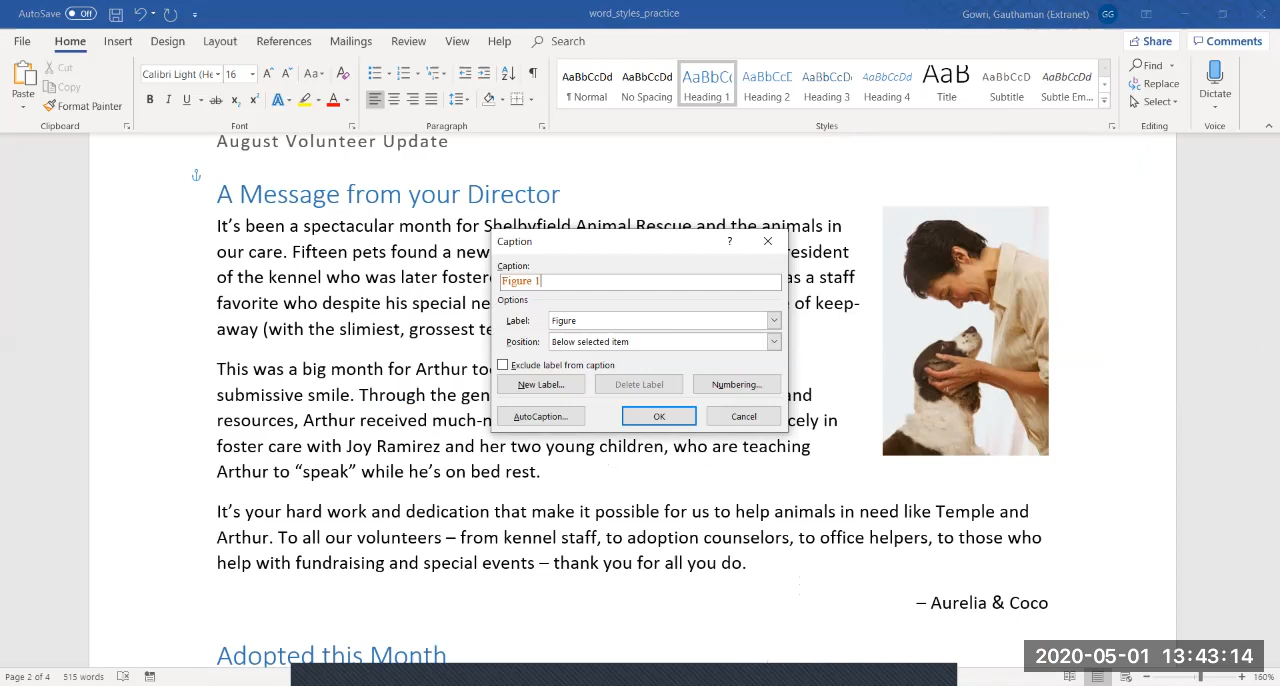 AutoSave Off word_styles_practice Gowri, Gauthaman (Extranet) GG
File Home Insert Design Layout References Mailings Review View Help Search Share Comments
Paste Cut Copy Format Painter
Clipboard
Calibri Light (He 16 A A Aa A
B I U ab x₂ x² A A
Font
Paragraph
AaBbCcDd AaBbCcDd AaBbC( AaBbCcE AaBbCcD AaBbCcDd AaB AaBbCcD AaBbCcDd
¶ Normal No Spacing Heading 1 Heading 2 Heading 3 Heading 4 Title Subtitle Subtle Em...
Styles
Find
Replace
Select
Editing
Dictate
Voice
August Volunteer Update
A Message from your Director
It’s been a spectacular month for Shelbyfield Animal Rescue and the animals in
our care. Fifteen pets found a new resident
of the kennel who was later foster as a staff
favorite who despite his special ne of keep-
away (with the slimiest, grossest te
This was a big month for Arthur too
submissive smile. Through the gen and
resources, Arthur received much-n cely in
foster care with Joy Ramirez and her two young children, who are teaching
Arthur to “speak” while he’s on bed rest.
It’s your hard work and dedication that make it possible for us to help animals in need like Temple and
Arthur. To all our volunteers – from kennel staff, to adoption counselors, to office helpers, to those who
help with fundraising and special events – thank you for all you do.
– Aurelia & Coco
Adopted this Month
Caption ?
Caption:
Figure 1
Options
Label: Figure
Position: Below selected item
Exclude label from caption
New Label... Delete Label Numbering...
AutoCaption... OK Cancel
2020-05-01 13:43:14
Page 2 of 4 515 words 160%